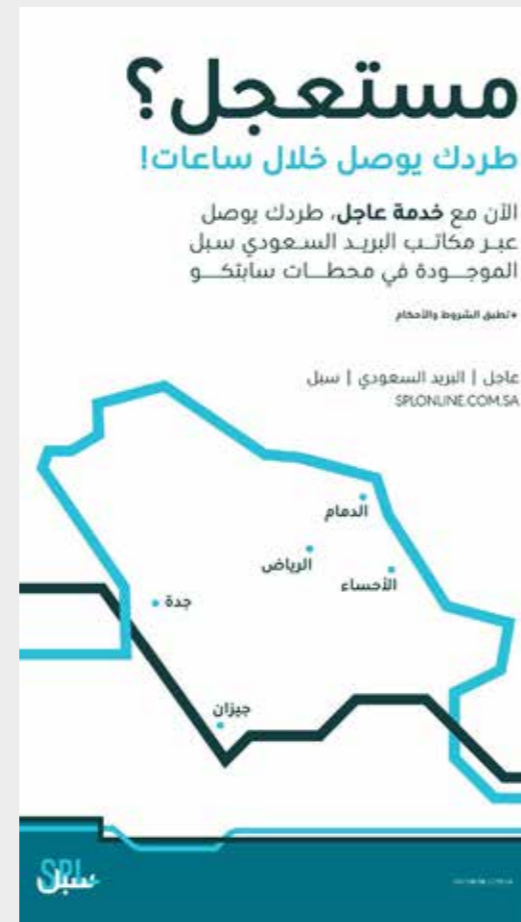 مستعجل؟
طردك يوصل خلال ساعات!
الآن مع خدمة عاجل، طردك يوصل
عبر مكاتب البريد السعودي سبل
الموجودة في محطات سابتكو
*تطبق الشروط والأحكام
عاجل | البريد السعودي | سبل
SPLONLINE.COM.SA
الدمام
الرياض
الأحساء
جدة
جيزان
SPL سبل